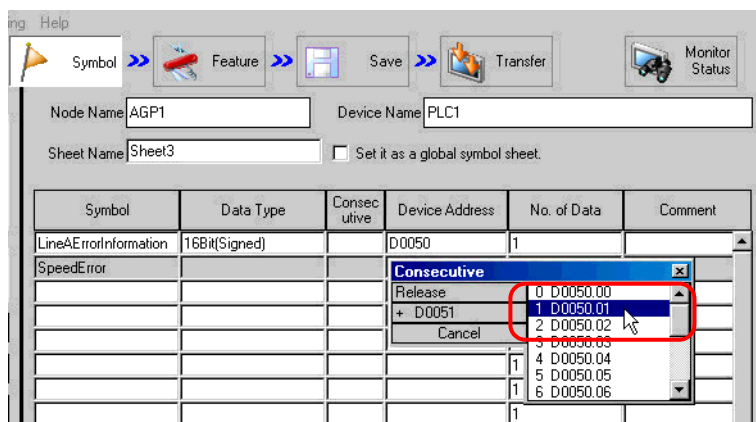 ing Help
Symbol >> Feature >> Save >> Transfer Monitor Status
Node Name AGP1 Device Name PLC1
Sheet Name Sheet3 Set it as a global symbol sheet.
Symbol Data Type Consecutive Device Address No. of Data Comment
LineAErrorInformation 16Bit(Signed) D0050 1
SpeedError
Consecutive
Release
+ D0051
Cancel
0 D0050.00
1 D0050.01
2 D0050.02
3 D0050.03
4 D0050.04
5 D0050.05
6 D0050.06
1
1
1